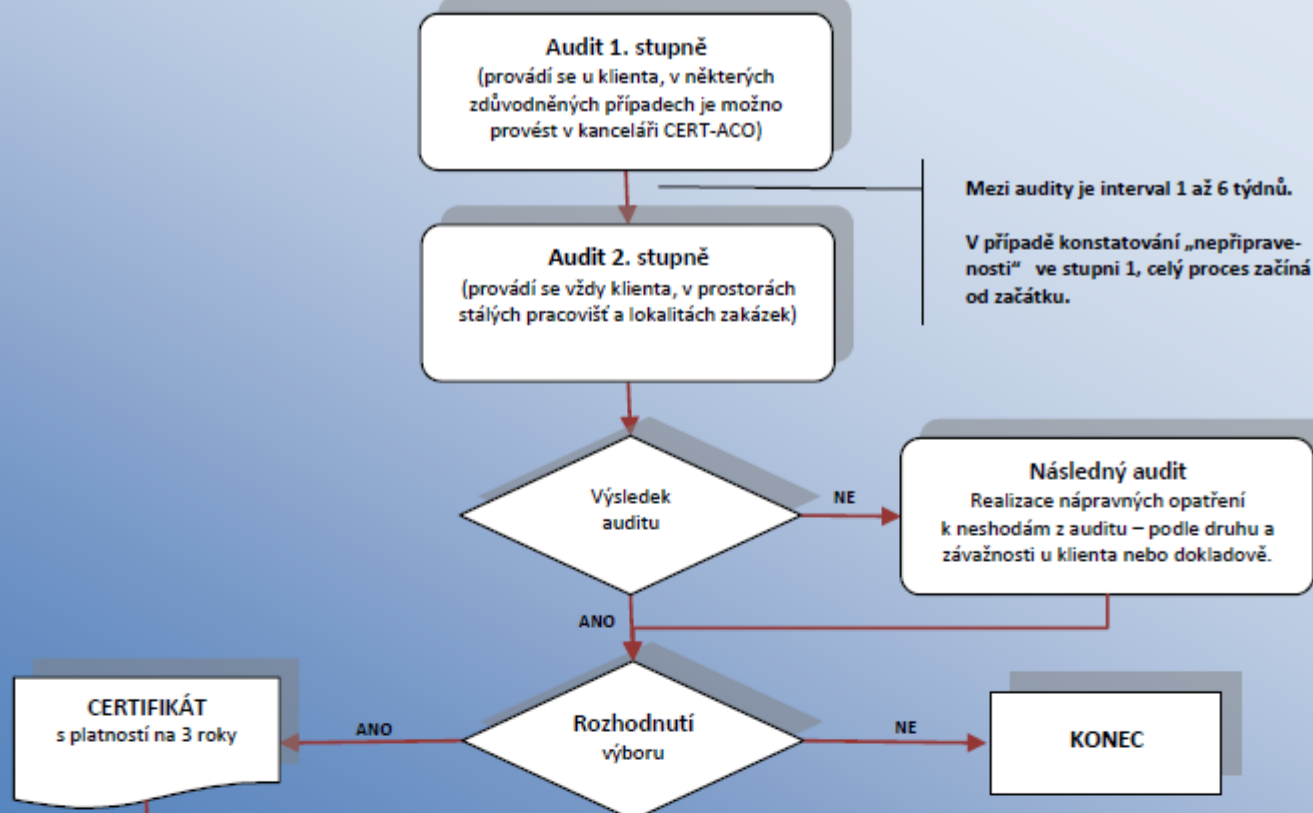 Audit 1. stupně
(provádí se u klienta, v některých
zdůvodněných případech je možno
provést v kanceláři CERT-ACO)
Mezi audity je interval 1 až 6 týdnů.
V případě konstatování „nepřiprave-
nosti“ ve stupni 1, celý proces začíná
od začátku.
Audit 2. stupně
(provádí se vždy klienta, v prostorách
stálých pracovišť a lokalitách zakázek)
Výsledek
auditu
NE
Následný audit
Realizace nápravných opatření
k neshodám z auditu – podle druhu a
závažnosti u klienta nebo dokladově.
ANO
CERTIFIKÁT
s platností na 3 roky
ANO
Rozhodnutí
výboru
NE
KONEC